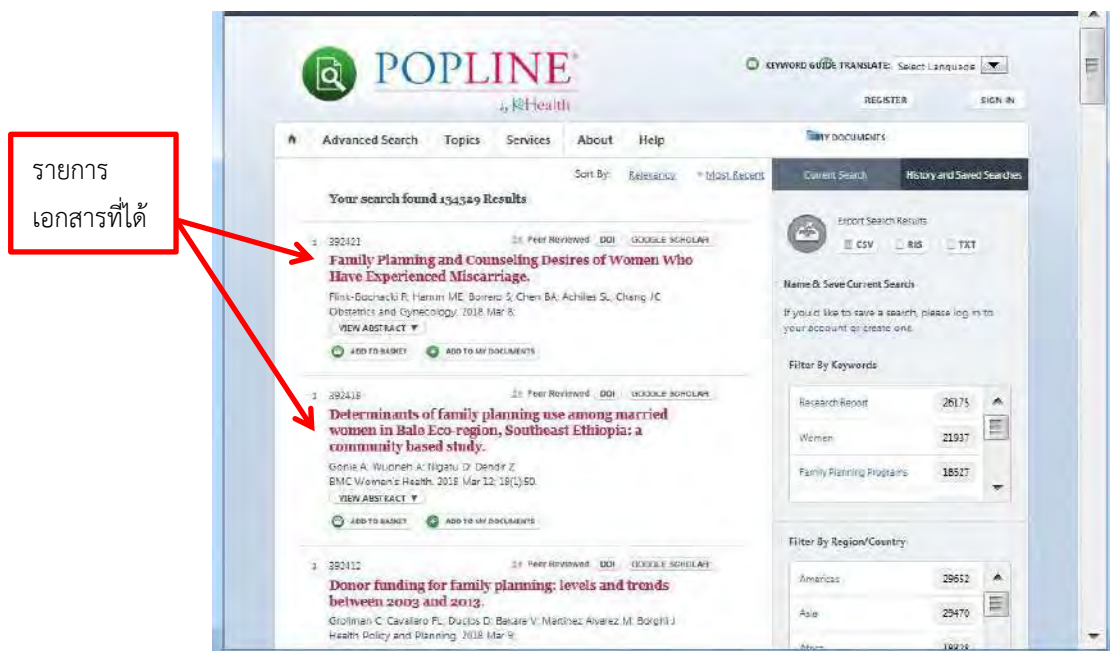 POPLINE
by K4Health
KEYWORD GUIDE TRANSLATE: Select Language
REGISTER SIGN IN
Advanced Search Topics Services About Help
MY DOCUMENTS
รายการ
เอกสารที่ได้
Sort By: Relevancy Most Recent
Current Search History and Saved Searches
Your search found 134329 Results
Export Search Results
CSV RIS TXT
1 392421 Peer Reviewed DOI GOOGLE SCHOLAR
Family Planning and Counseling Desires of Women Who
Have Experienced Miscarriage.
Flink-Bochacki R; Hamm ME; Borrero S; Chen BA; Achilles SL; Chang JC
Obstetrics and Gynecology. 2018 Mar 8;
VIEW ABSTRACT ▼
ADD TO BASKET ADD TO MY DOCUMENTS
Name & Save Current Search
If you'd like to save a search, please log in to
your account or create one.
Filter By Keywords
Research Report 26175
Women 21937
Family Planning Programs 18527
392418 Peer Reviewed DOI GOOGLE SCHOLAR
Determinants of family planning use among married
women in Bale Eco-region, Southeast Ethiopia: a
community based study.
Gonie A; Wudneh A; Nigatu D; Dendir Z
BMC Women's Health. 2018 Mar 12; 18(1):50.
VIEW ABSTRACT ▼
ADD TO BASKET ADD TO MY DOCUMENTS
Filter By Region/Country
Americas 29652
Asia 29470
Africa
3 392412 Peer Reviewed DOI GOOGLE SCHOLAR
Donor funding for family planning: levels and trends
between 2003 and 2013.
Grollman C; Cavallaro FL; Duclos D; Bakare V; Martinez Alvarez M; Borghi J
Health Policy and Planning. 2018 Mar 9;